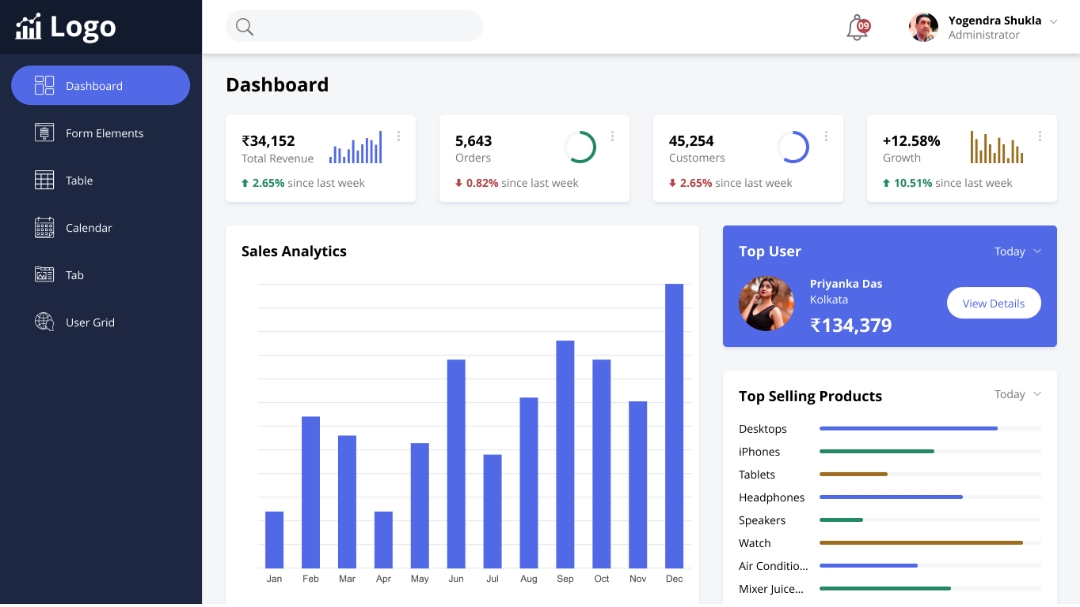 Logo
Dashboard
Form Elements
Table
Calendar
Tab
User Grid
09
Yogendra Shukla
Administrator
Dashboard
₹34,152
Total Revenue
2.65% since last week
5,643
Orders
0.82% since last week
45,254
Customers
2.65% since last week
+12.58%
Growth
10.51% since last week
Sales Analytics
Jan Feb Mar Apr May Jun Jul Aug Sep Oct Nov Dec
Top User
Today
Priyanka Das
Kolkata
₹134,379
View Details
Top Selling Products
Today
Desktops
iPhones
Tablets
Headphones
Speakers
Watch
Air Conditio...
Mixer Juice...